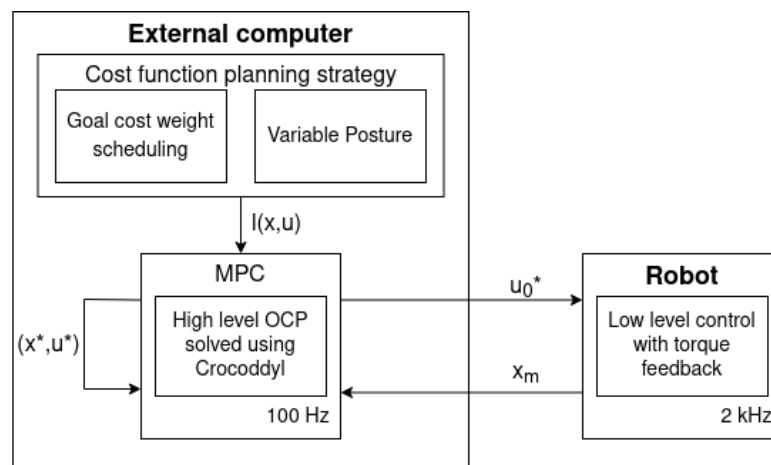 External computer
Cost function planning strategy
Goal cost weight
scheduling
Variable Posture
l(x,u)
MPC
High level OCP
solved using
Crocoddyl
100 Hz
(x*,u*)
u₀*
xₘ
Robot
Low level control
with torque
feedback
2 kHz